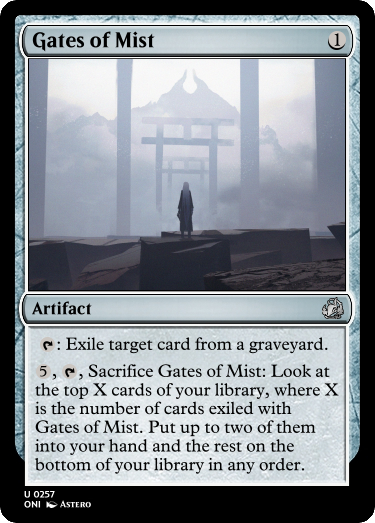 Gates of Mist 1
Artifact
: Exile target card from a graveyard.
5, , Sacrifice Gates of Mist: Look at
the top X cards of your library, where X
is the number of cards exiled with
Gates of Mist. Put up to two of them
into your hand and the rest on the
bottom of your library in any order.
U 0257
ONI Astero